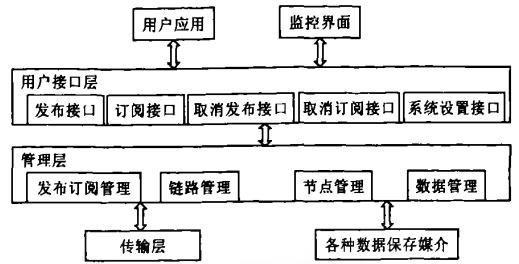 用户应用 监控界面
用户接口层
发布接口 订阅接口 取消发布接口 取消订阅接口 系统设置接口
管理层
发布订阅管理 链路管理 节点管理 数据管理
传输层 各种数据保存媒介